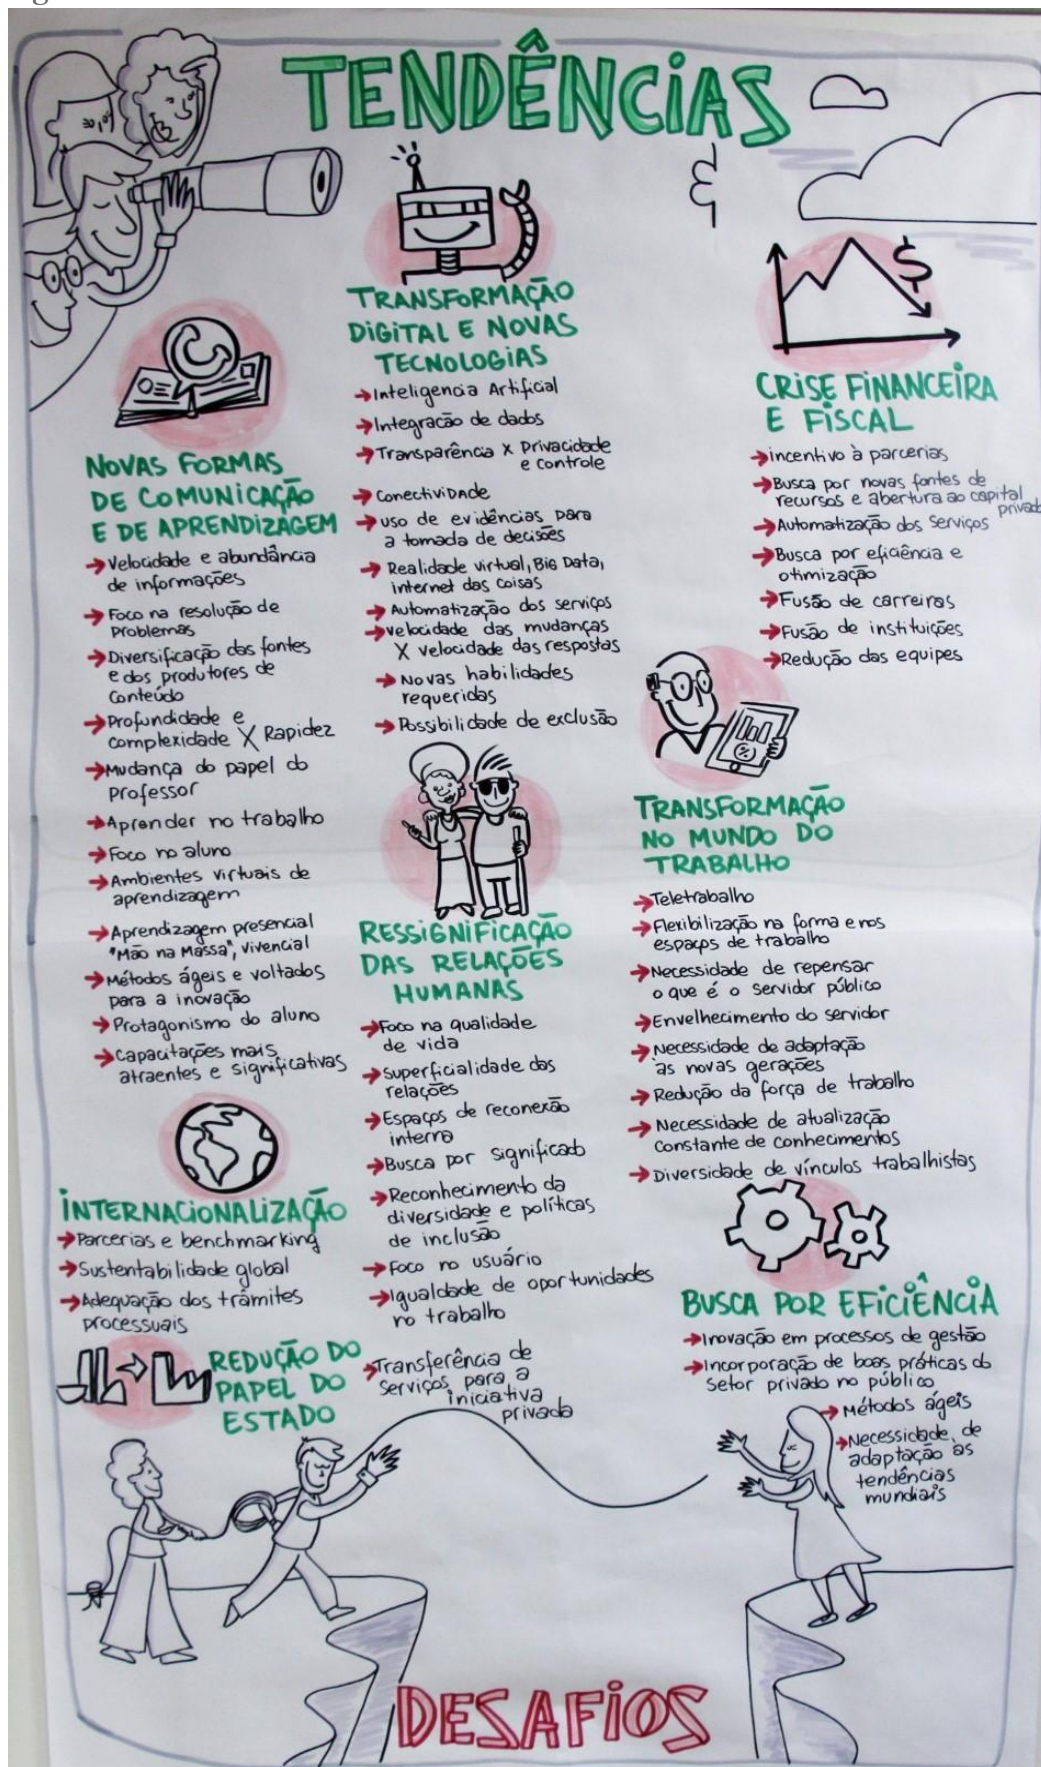 TENDÊNCIAS
NOVAS FORMAS
DE COMUNICAÇÃO
E DE APRENDIZAGEM
Velocidade e abundância
de informações
Foco na resolução de
Problemas
Diversificação das fontes
e dos produtores de
conteúdo
Profundidade e
complexidade X Rapidez
Mudança do papel do
professor
Aprender no trabalho
Foco no aluno
Ambientes virtuais de
aprendizagem
Aprendizagem presencial
"Mão na Massa", vivencial
Métodos ágeis e voltados
para a inovação
Protagonismo do aluno
Capacitações mais
atraentes e significativas
INTERNACIONALIZAÇÃO
Parcerias e benchmarking
Sustentabilidade global
Adequação dos trâmites
processuais
REDUÇÃO DO
PAPEL DO
ESTADO
Transferência de
serviços para a
iniciativa
privada
TRANSFORMAÇÃO
DIGITAL E NOVAS
TECNOLOGIAS
Inteligencia Artificial
Integração de dados
Transparência X Privacidade
e controle
Conectividade
uso de evidências para
a tomada de decisões
Realidade virtual, Big Data,
internet das coisas
Automatização dos serviços
velocidade das mudanças
X velocidade das respostas
Novas habilidades
requeridas
Possibilidade de exclusão
RESSIGNIFICAÇÃO
DAS RELAÇÕES
HUMANAS
Foco na qualidade
de vida
Superficialidade das
relações
Espaços de reconexão
interna
Busca por significado
Reconhecimento da
diversidade e políticas
de inclusão
Foco no usuário
Igualdade de oportunidades
no trabalho
$
CRISE FINANCEIRA
E FISCAL
incentivo à parcerias
Busca por novas fontes de
recursos e abertura ao capital
privado
Automatização dos serviços
Busca por eficiência e
otimização
Fusão de carreiras
Fusão de instituições
Redução das equipes
%
TRANSFORMAÇÃO
NO MUNDO DO
TRABALHO
Teletrabalho
Flexibilização na forma e nos
espaços de trabalho
Necessidade de repensar
o que é o servidor público
Envelhecimento do servidor
Necessidade de adaptação
às novas gerações
Redução da força de trabalho
Necessidade de atualização
constante de conhecimentos
Diversidade de vínculos trabalhistas
BUSCA POR EFICIÊNCIA
Inovação em processos de gestão
Incorporação de boas práticas do
setor privado no público
Métodos ágeis
Necessidade de
adaptação às
tendências
mundiais
DESAFIOS